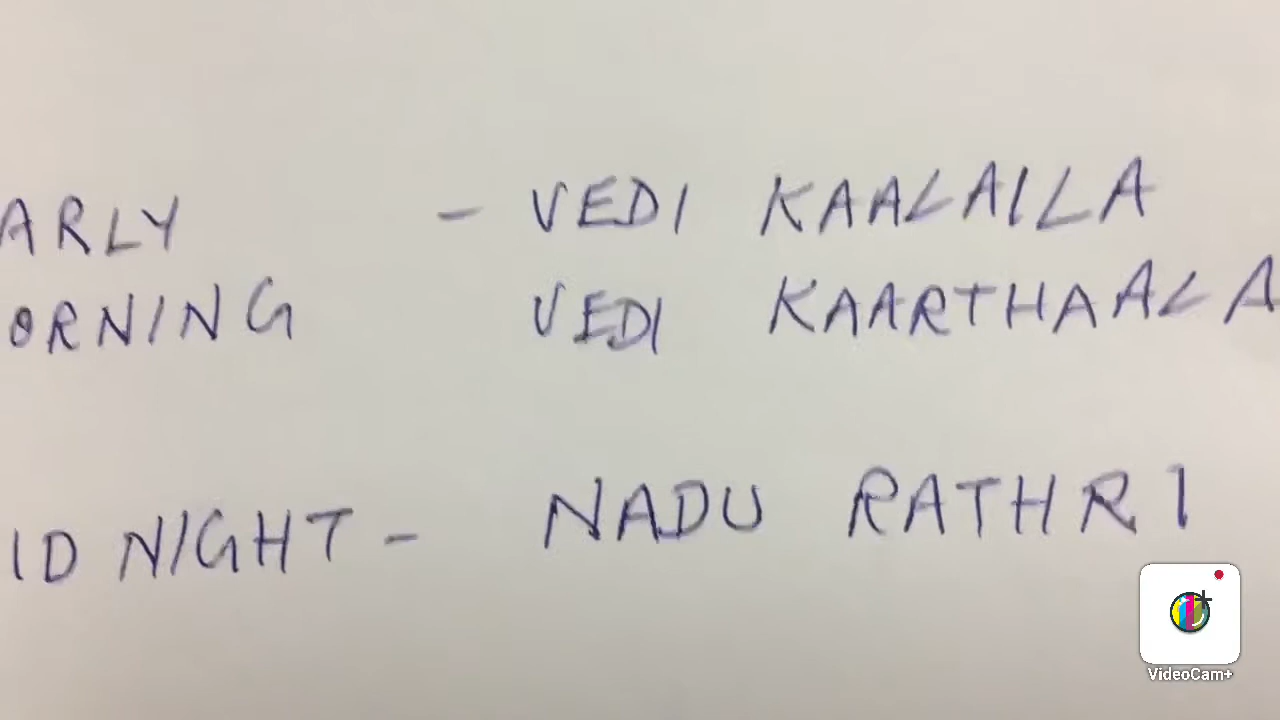 ARLY - VEDI KAALAILA
ORNING VEDI KAARTHAALA
ID NIGHT - NADU RATHRI
VideoCam+